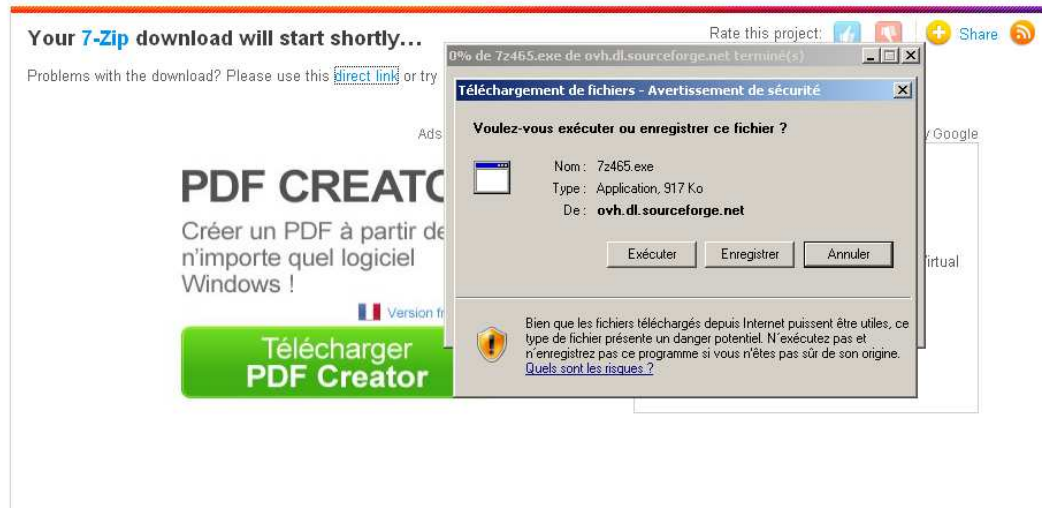 Your 7-Zip download will start shortly...
Rate this project:
Share
Problems with the download? Please use this direct link or try
0% de 7z465.exe de ovh.dl.sourceforge.net terminé(s)
Téléchargement de fichiers - Avertissement de sécurité
Voulez-vous exécuter ou enregistrer ce fichier ?
Nom : 7z465.exe
Type : Application, 917 Ko
De : ovh.dl.sourceforge.net
Exécuter Enregistrer Annuler
Bien que les fichiers téléchargés depuis Internet puissent être utiles, ce
type de fichier présente un danger potentiel. N'exécutez pas et
n'enregistrez pas ce programme si vous n'êtes pas sûr de son origine.
Quels sont les risques ?
Ads
Google
PDF CREATO
Créer un PDF à partir de
n'importe quel logiciel
Windows !
Version fr
Télécharger
PDF Creator